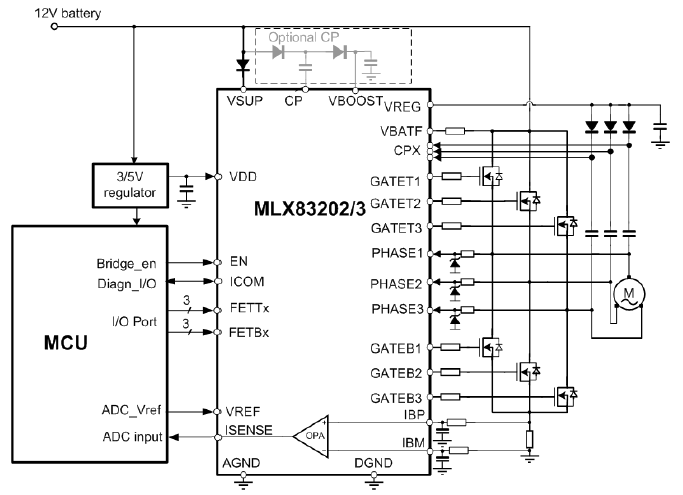 12V battery
Optional CP
VSUP
CP
VBOOST
VREG
VBATF
CPX
3/5V
regulator
VDD
MLX83202/3
GATET1
GATET2
GATET3
PHASE1
PHASE2
PHASE3
M
Bridge_en
EN
Diagn_I/O
ICOM
3
FETTx
I/O Port
3
FETBx
MCU
GATEB1
GATEB2
GATEB3
ADC_Vref
VREF
ADC input
ISENSE
OPA
+
-
IBP
IBM
AGND
DGND